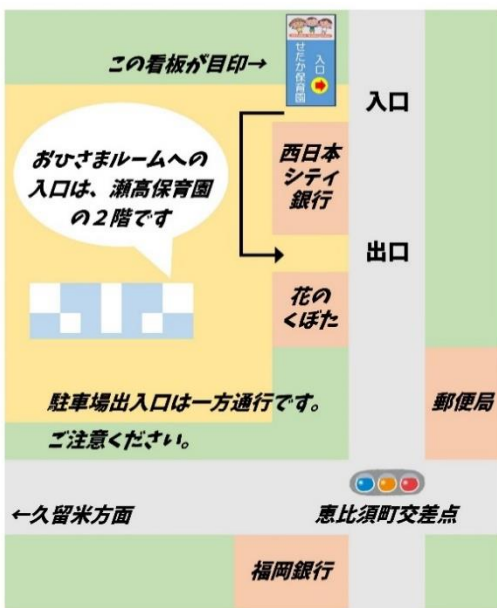 この看板が目印→
せたか保育園
入口
入口
おひさまルームへの
入口は、瀬高保育園
の2階です
西日本
シティ
銀行
出口
花の
くぼた
駐車場出入口は一方通行です。
ご注意ください。
郵便局
←久留米方面
恵比須町交差点
福岡銀行